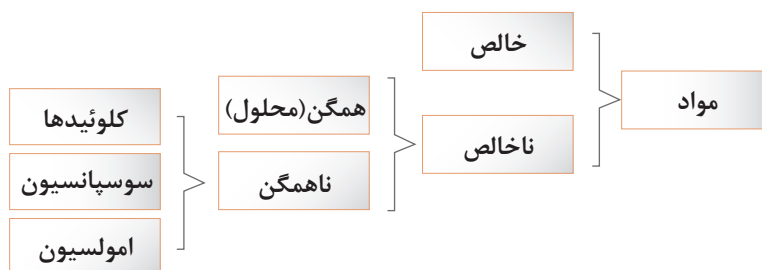 مواد
خالص
ناخالص
همگن(محلول)
ناهمگن
کلوئیدها
سوسپانسیون
امولسیون